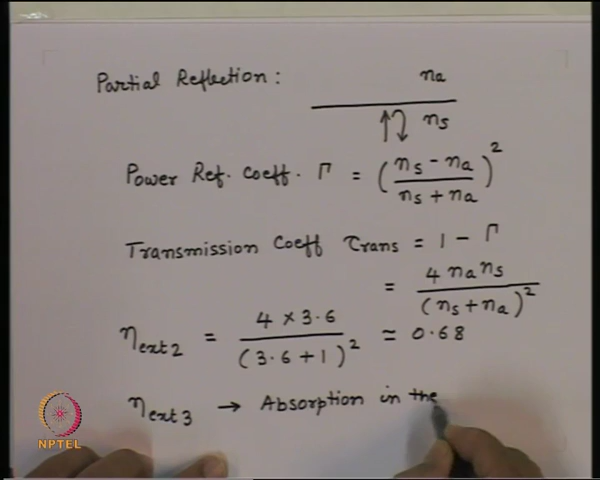 Partial Reflection: na
ns
Power Ref. Coeff. Γ = (ns - na / ns + na)²
Transmission Coeff τtrans = 1 - Γ
= 4 na ns / (ns + na)²
ηext2 = 4 × 3.6 / (3.6 + 1)² ≃ 0.68
ηext3 → Absorption in the
NPTEL